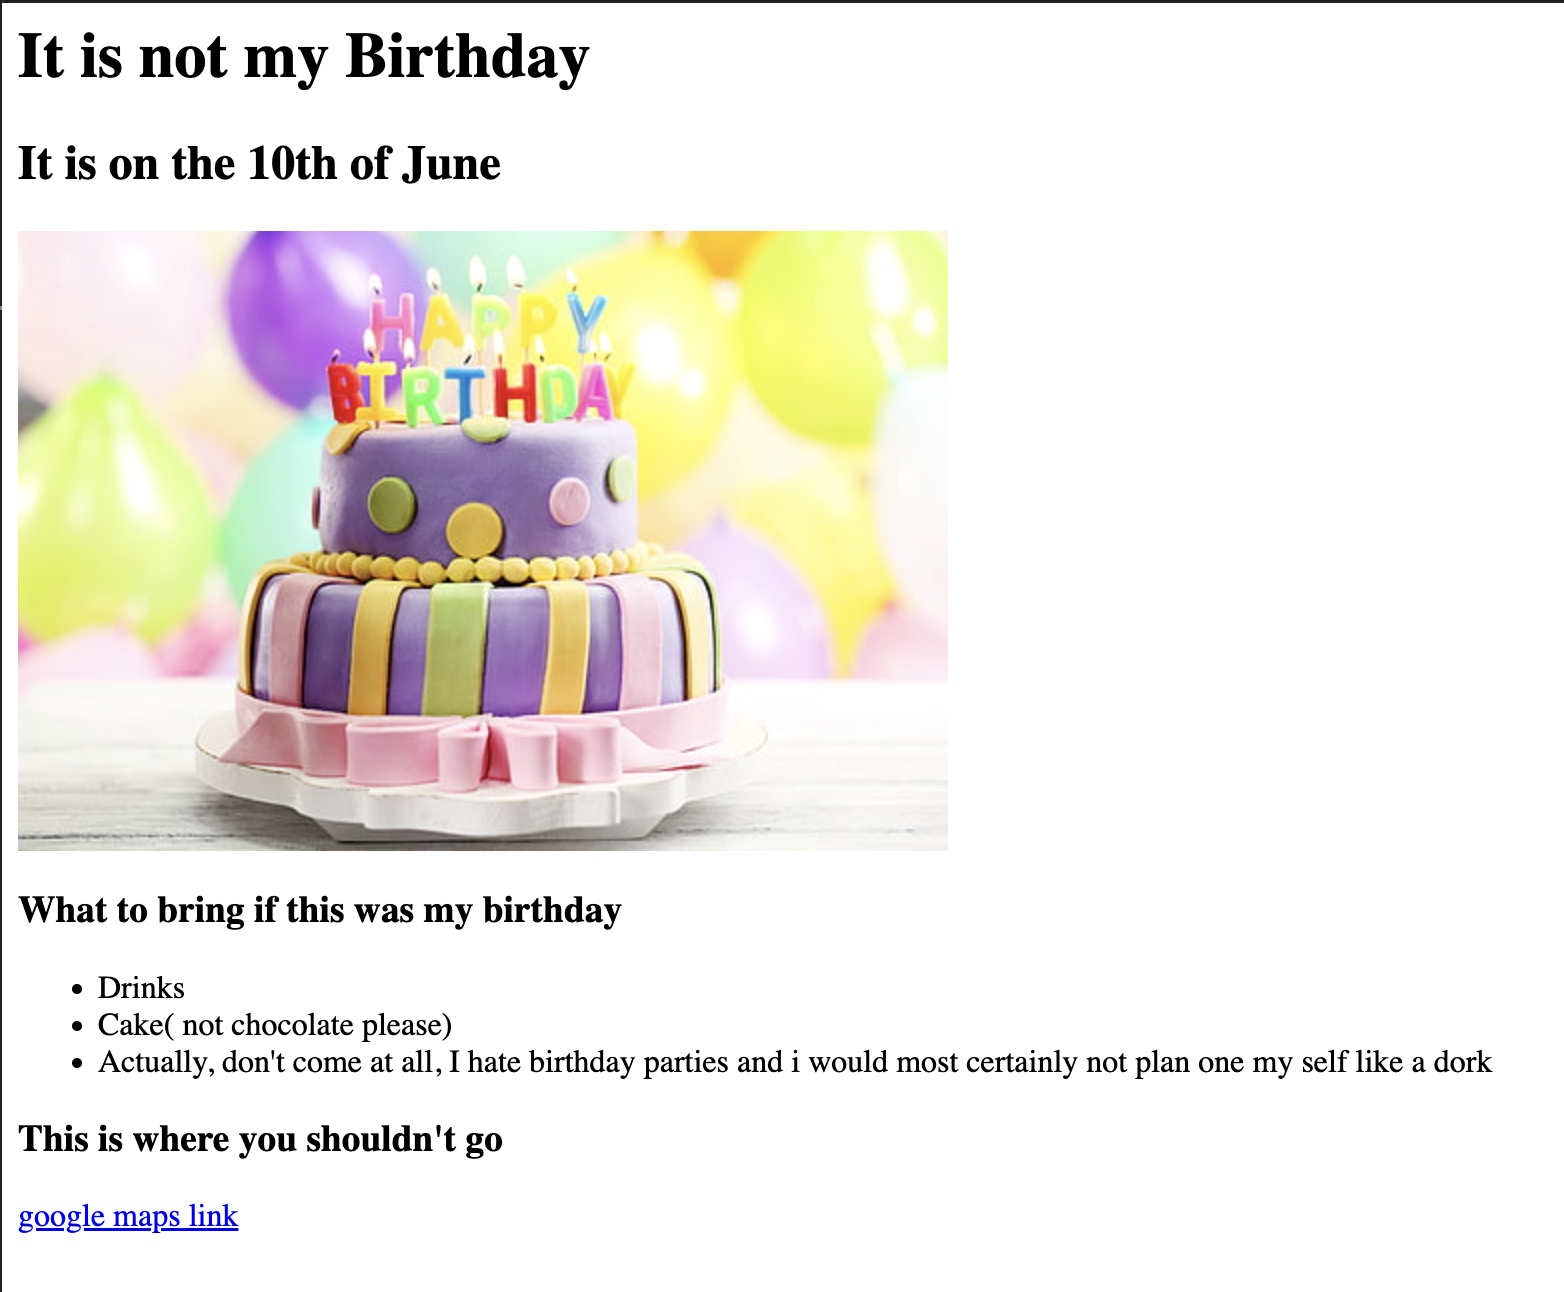 It is not my Birthday
It is on the 10th of June
HAPPY
BIRTHDAY
What to bring if this was my birthday
Drinks
Cake( not chocolate please)
Actually, don't come at all, I hate birthday parties and i would most certainly not plan one my self like a dork
This is where you shouldn't go
google maps link